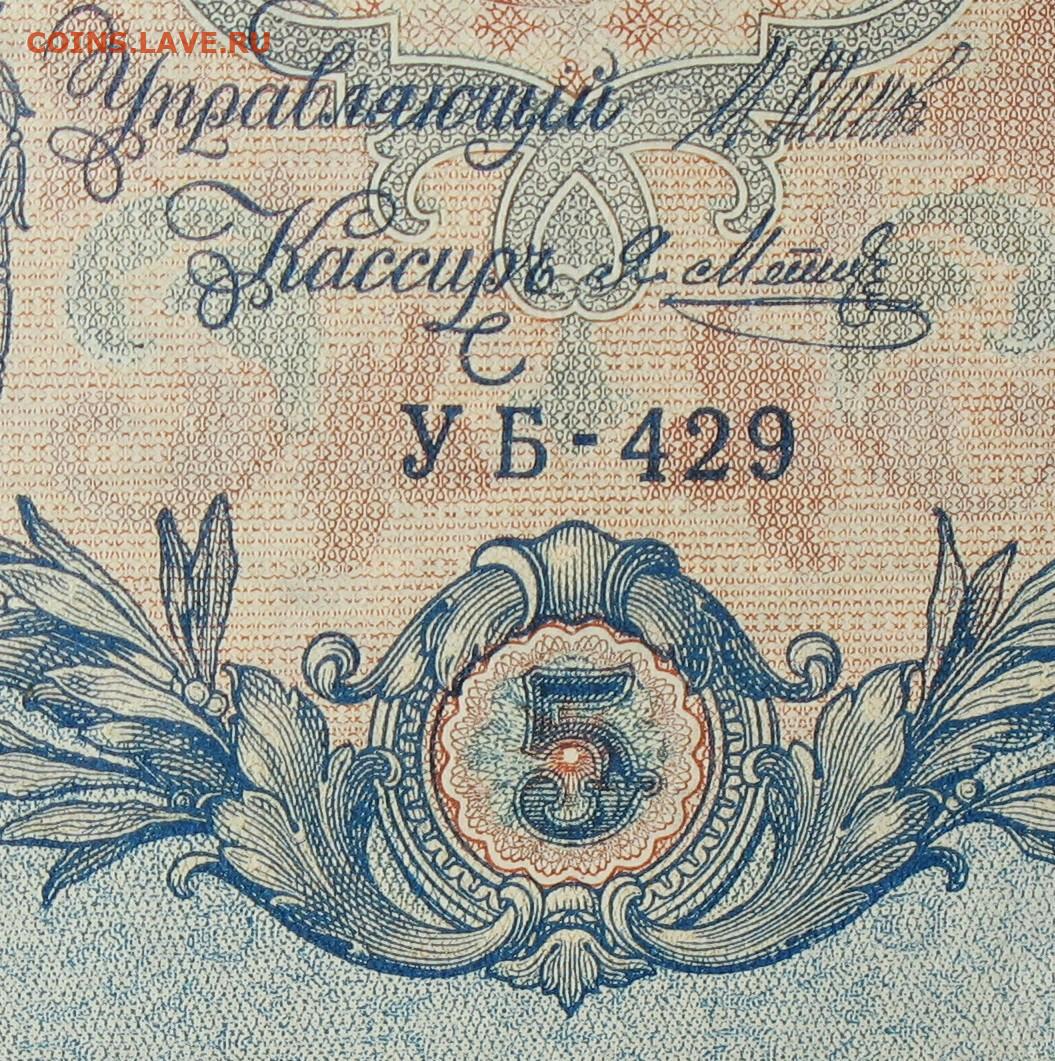 COINS.LAVE.RU
Управляющій
Кассиръ
УБ-429
5